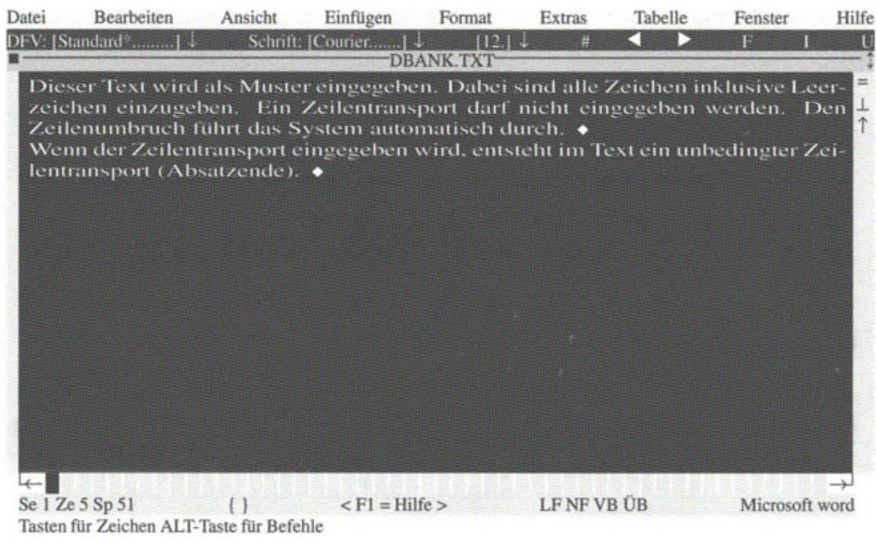 Datei Bearbeiten Ansicht Einfügen Format Extras Tabelle Fenster Hilfe
DFV: [Standard°.........] ↓ Schrift: [Courier.......] ↓ [12.] ↓ # ◀ ▶ F I U
DBANK.TXT
Dieser Text wird als Muster eingegeben. Dabei sind alle Zeichen inklusive Leer-
zeichen einzugeben. Ein Zeilentransport darf nicht eingegeben werden. Den
Zeilenumbruch führt das System automatisch durch. ◆
Wenn der Zeilentransport eingegeben wird, entsteht im Text ein unbedingter Zei-
lentransport (Absatzende). ◆
Se 1 Ze 5 Sp 51 { } < F1 = Hilfe > LF NF VB ÜB Microsoft word
Tasten für Zeichen ALT-Taste für Befehle